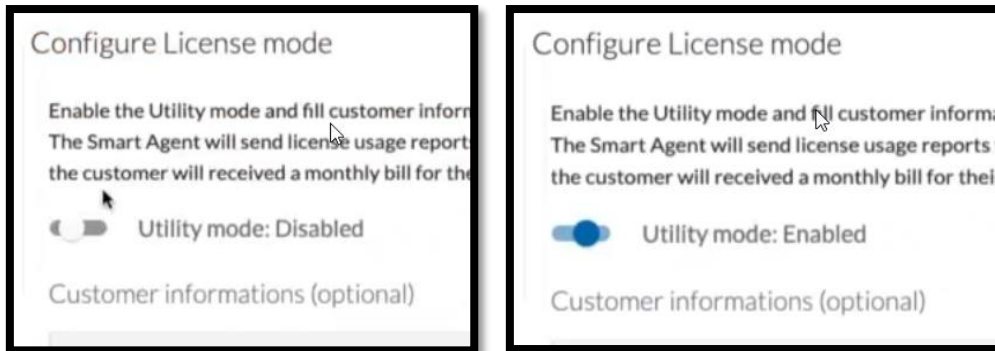 Configure License mode
Enable the Utility mode and fill customer inform
The Smart Agent will send license usage report
the customer will received a monthly bill for the
Utility mode: Disabled
Customer informations (optional)
Configure License mode
Enable the Utility mode and fill customer informa
The Smart Agent will send license usage reports
the customer will received a monthly bill for thei
Utility mode: Enabled
Customer informations (optional)